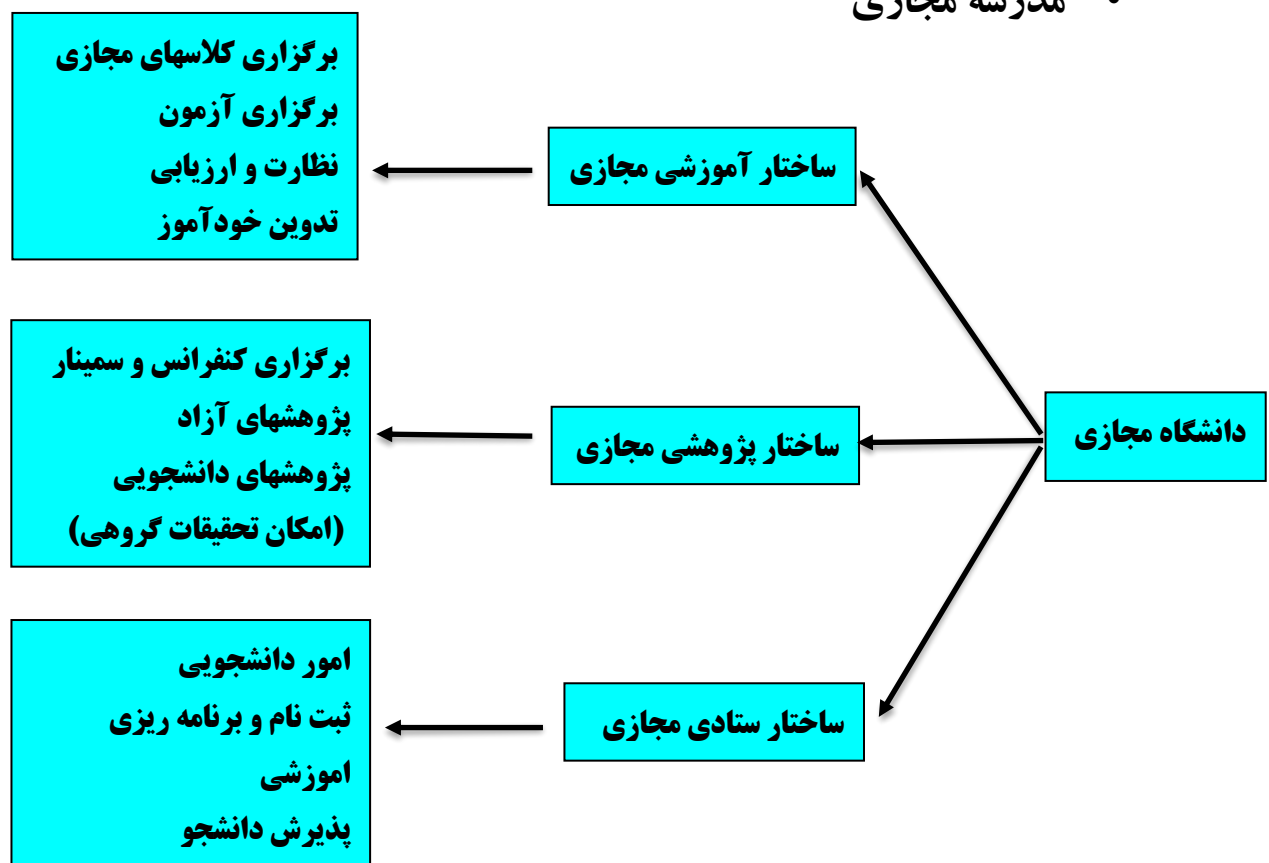 • مدرسه مجازی
دانشگاه مجازی
ساختار آموزشی مجازی
برگزاری کلاسهای مجازی
برگزاری آزمون
نظارت و ارزیابی
تدوین خودآموز
ساختار پژوهشی مجازی
برگزاری کنفرانس و سمینار
پژوهشهای آزاد
پژوهشهای دانشجویی
(امکان تحقیقات گروهی)
ساختار ستادی مجازی
امور دانشجویی
ثبت نام و برنامه ریزی
اموزشی
پذیرش دانشجو